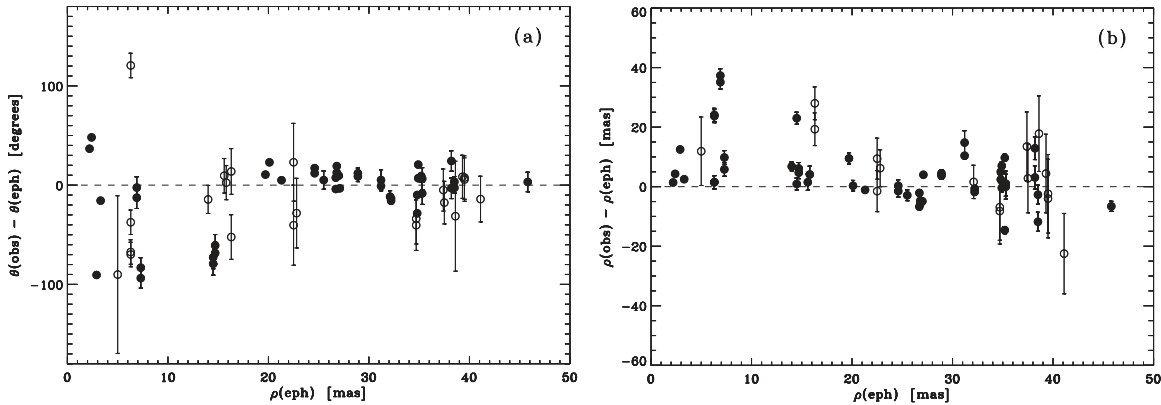 (a)
θ(obs) − θ(eph) [degrees]
100
0
−100
0 10 20 30 40 50
ρ(eph) [mas]
(b)
ρ(obs) − ρ(eph) [mas]
60
40
20
0
−20
−40
−60
0 10 20 30 40 50
ρ(eph) [mas]